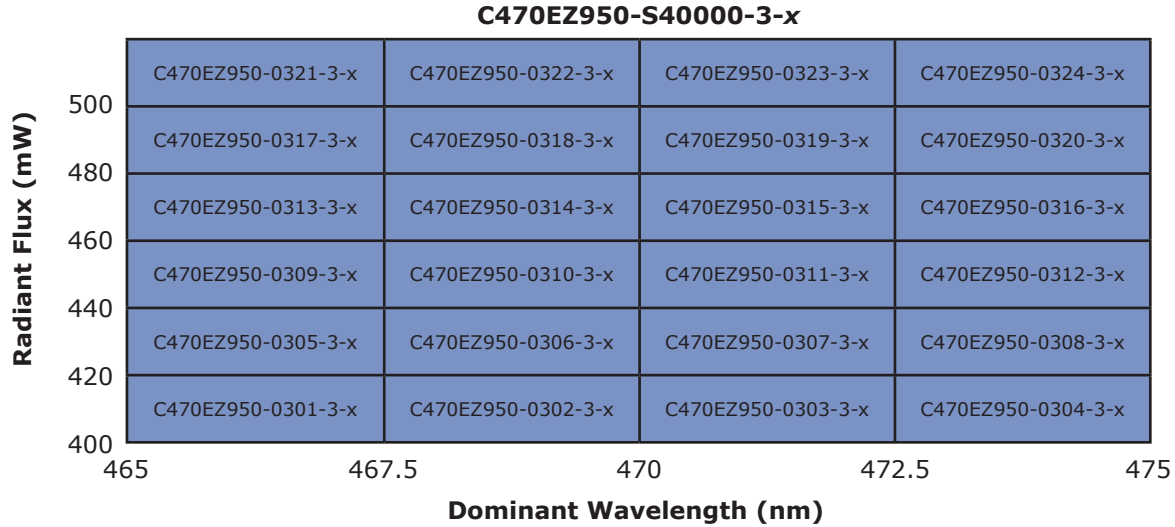 C470EZ950-S40000-3-x
Radiant Flux (mW)
C470EZ950-0321-3-x C470EZ950-0322-3-x C470EZ950-0323-3-x C470EZ950-0324-3-x
500
C470EZ950-0317-3-x C470EZ950-0318-3-x C470EZ950-0319-3-x C470EZ950-0320-3-x
480
C470EZ950-0313-3-x C470EZ950-0314-3-x C470EZ950-0315-3-x C470EZ950-0316-3-x
460
C470EZ950-0309-3-x C470EZ950-0310-3-x C470EZ950-0311-3-x C470EZ950-0312-3-x
440
C470EZ950-0305-3-x C470EZ950-0306-3-x C470EZ950-0307-3-x C470EZ950-0308-3-x
420
C470EZ950-0301-3-x C470EZ950-0302-3-x C470EZ950-0303-3-x C470EZ950-0304-3-x
400
465 467.5 470 472.5 475
Dominant Wavelength (nm)